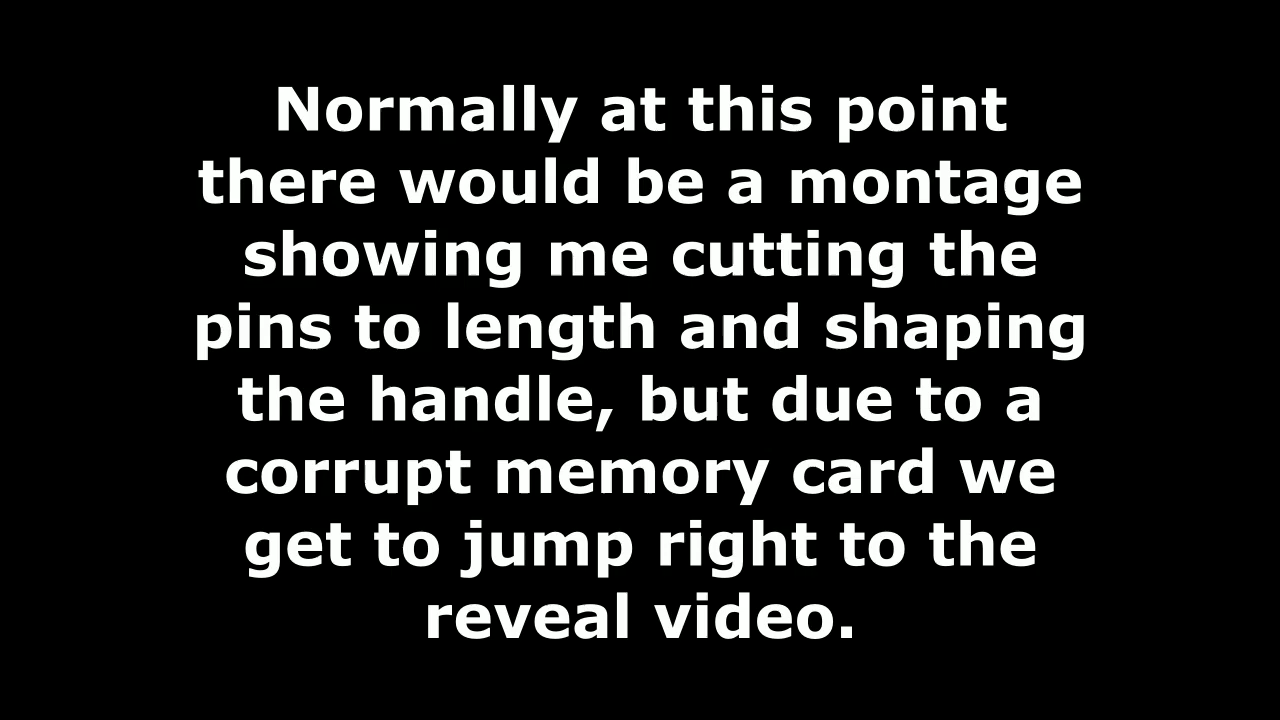 Normally at this point
there would be a montage
showing me cutting the
pins to length and shaping
the handle, but due to a
corrupt memory card we
get to jump right to the
reveal video.